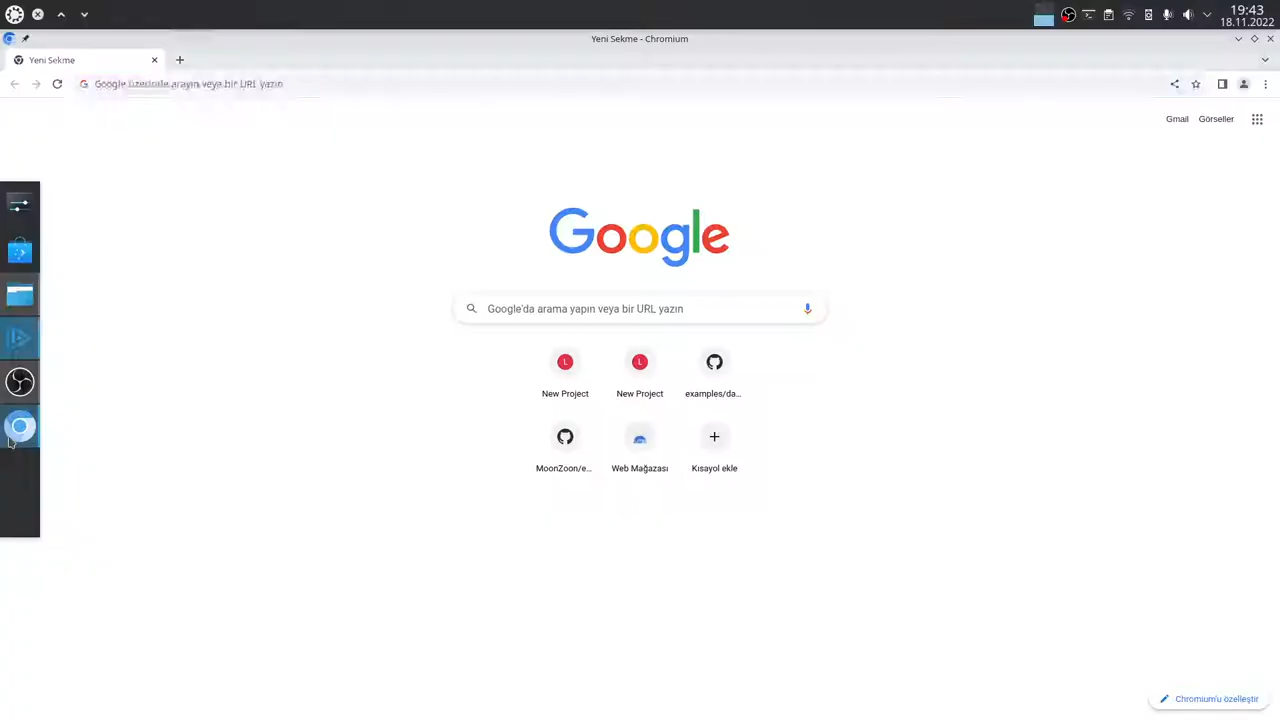 19:43
18.11.2022
Yeni Sekme - Chromium
Yeni Sekme
Google üzerinde arayın veya bir URL yazın
Gmail Görseller
Google
Google'da arama yapın veya bir URL yazın
L L
New Project New Project examples/da...
MoonZoon/e... Web Mağazası Kısayol ekle
Chromium'u özelleştir